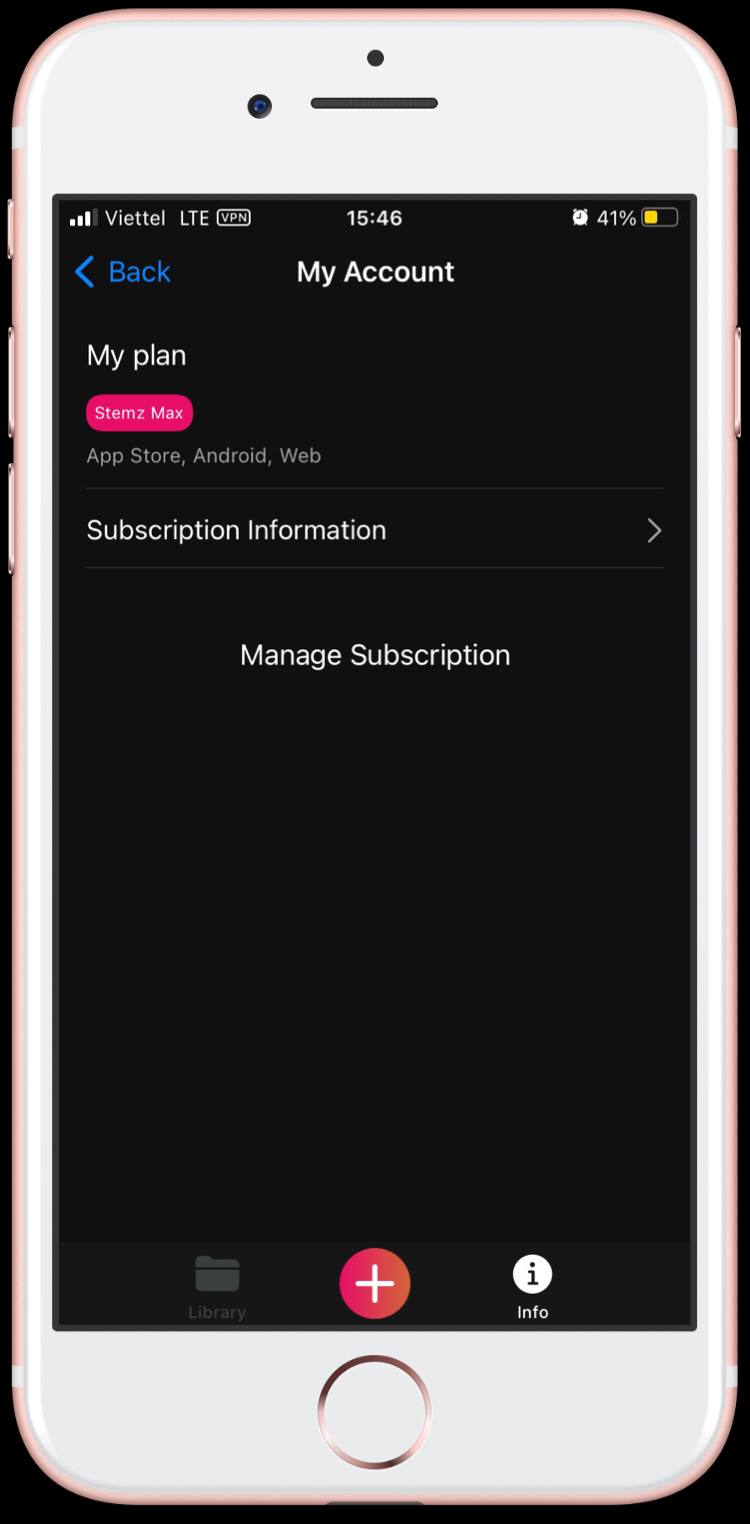 Viettel LTE VPN 15:46 41%
Back My Account
My plan
Stemz Max
App Store, Android, Web
Subscription Information
Manage Subscription
Library Info